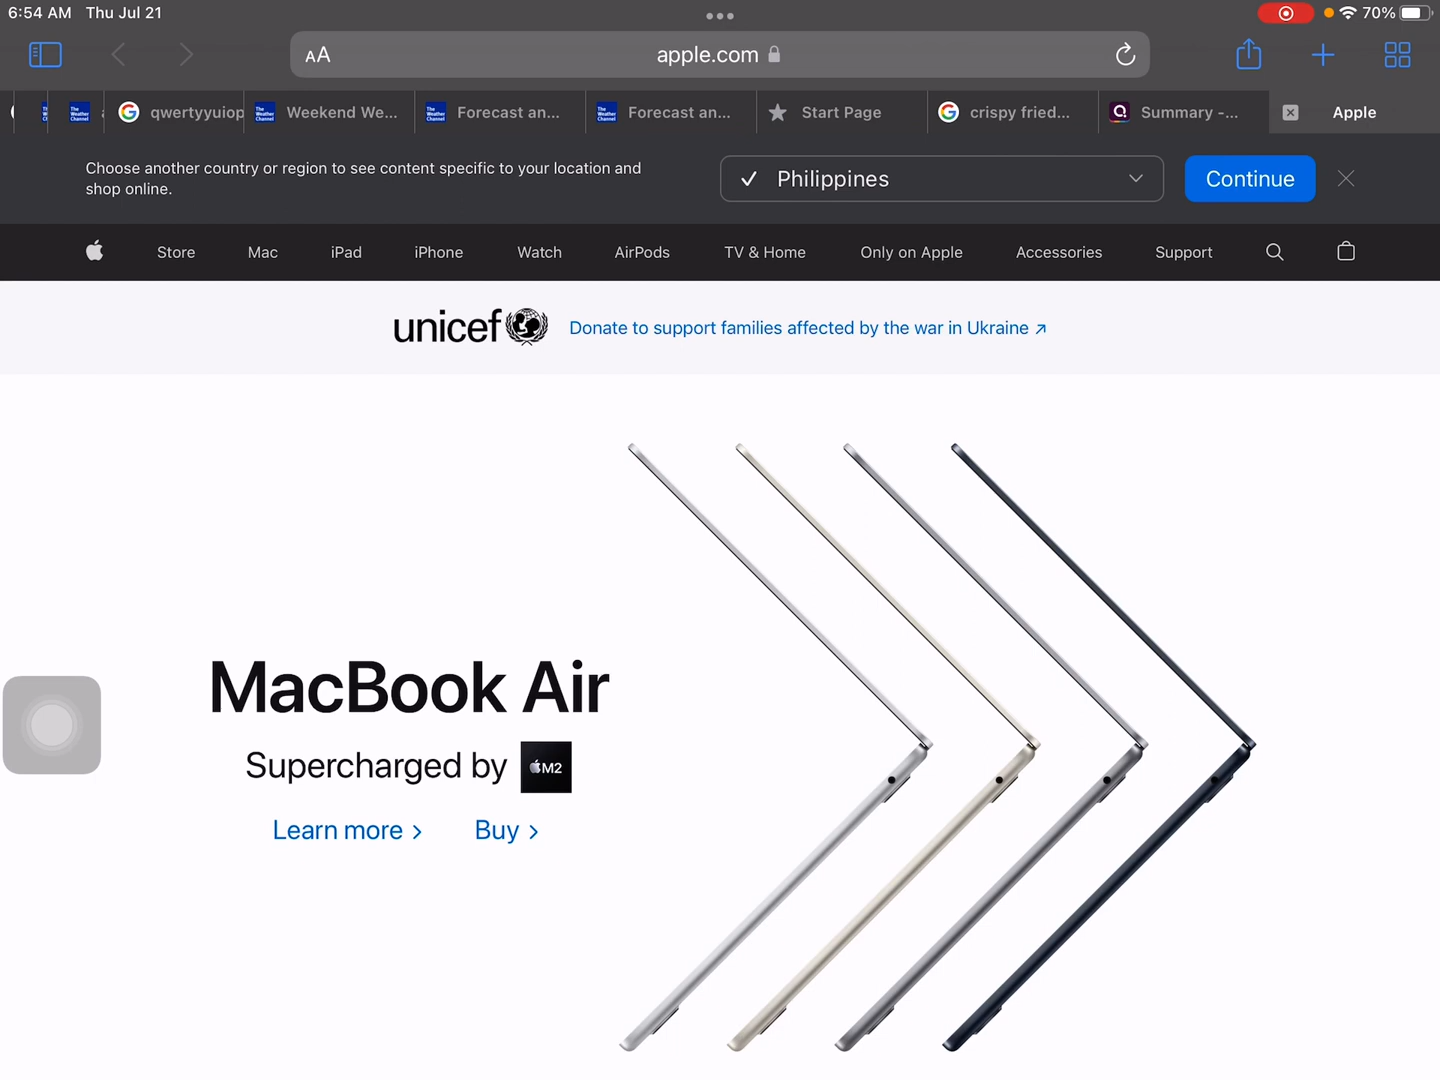 6:54 AM Thu Jul 21
70%
AA
apple.com
qwertyyuiop
Weekend We...
Forecast an...
Forecast an...
Start Page
crispy fried...
Summary -...
Apple
Choose another country or region to see content specific to your location and
shop online.
Philippines
Continue
Store
Mac
iPad
iPhone
Watch
AirPods
TV & Home
Only on Apple
Accessories
Support
unicef
Donate to support families affected by the war in Ukraine ↗
MacBook Air
Supercharged by M2
Learn more >
Buy >